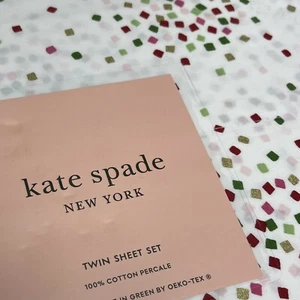 kate spade
NEW YORK
TWIN SHEET SET
100% COTTON PERCALE
IN GREEN BY OEKO-TEX ®